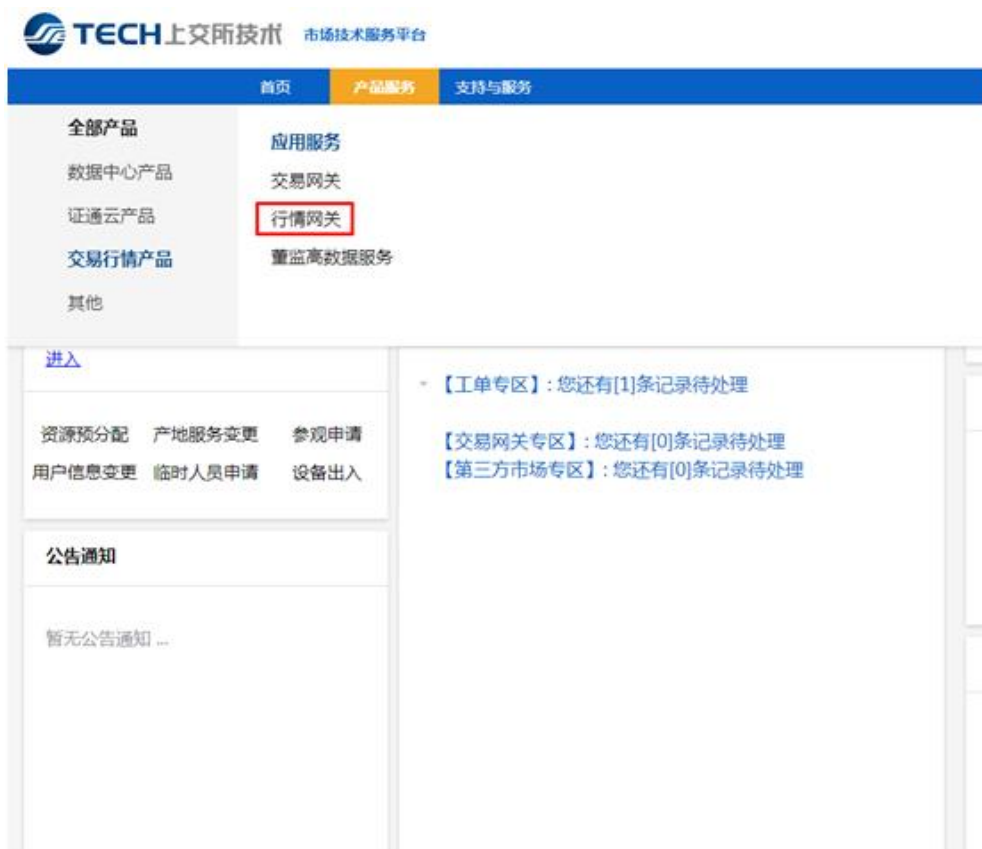 TECH上交所技术 市场技术服务平台
首页 产品服务 支持与服务
全部产品
数据中心产品
证通云产品
交易行情产品
其他
应用服务
交易网关
行情网关
董监高数据服务
进入
资源预分配 产地服务变更 参观申请
用户信息变更 临时人员申请 设备出入
公告通知
暂无公告通知 ...
【工单专区】: 您还有[1]条记录待处理
【交易网关专区】: 您还有[0]条记录待处理
【第三方市场专区】: 您还有[0]条记录待处理